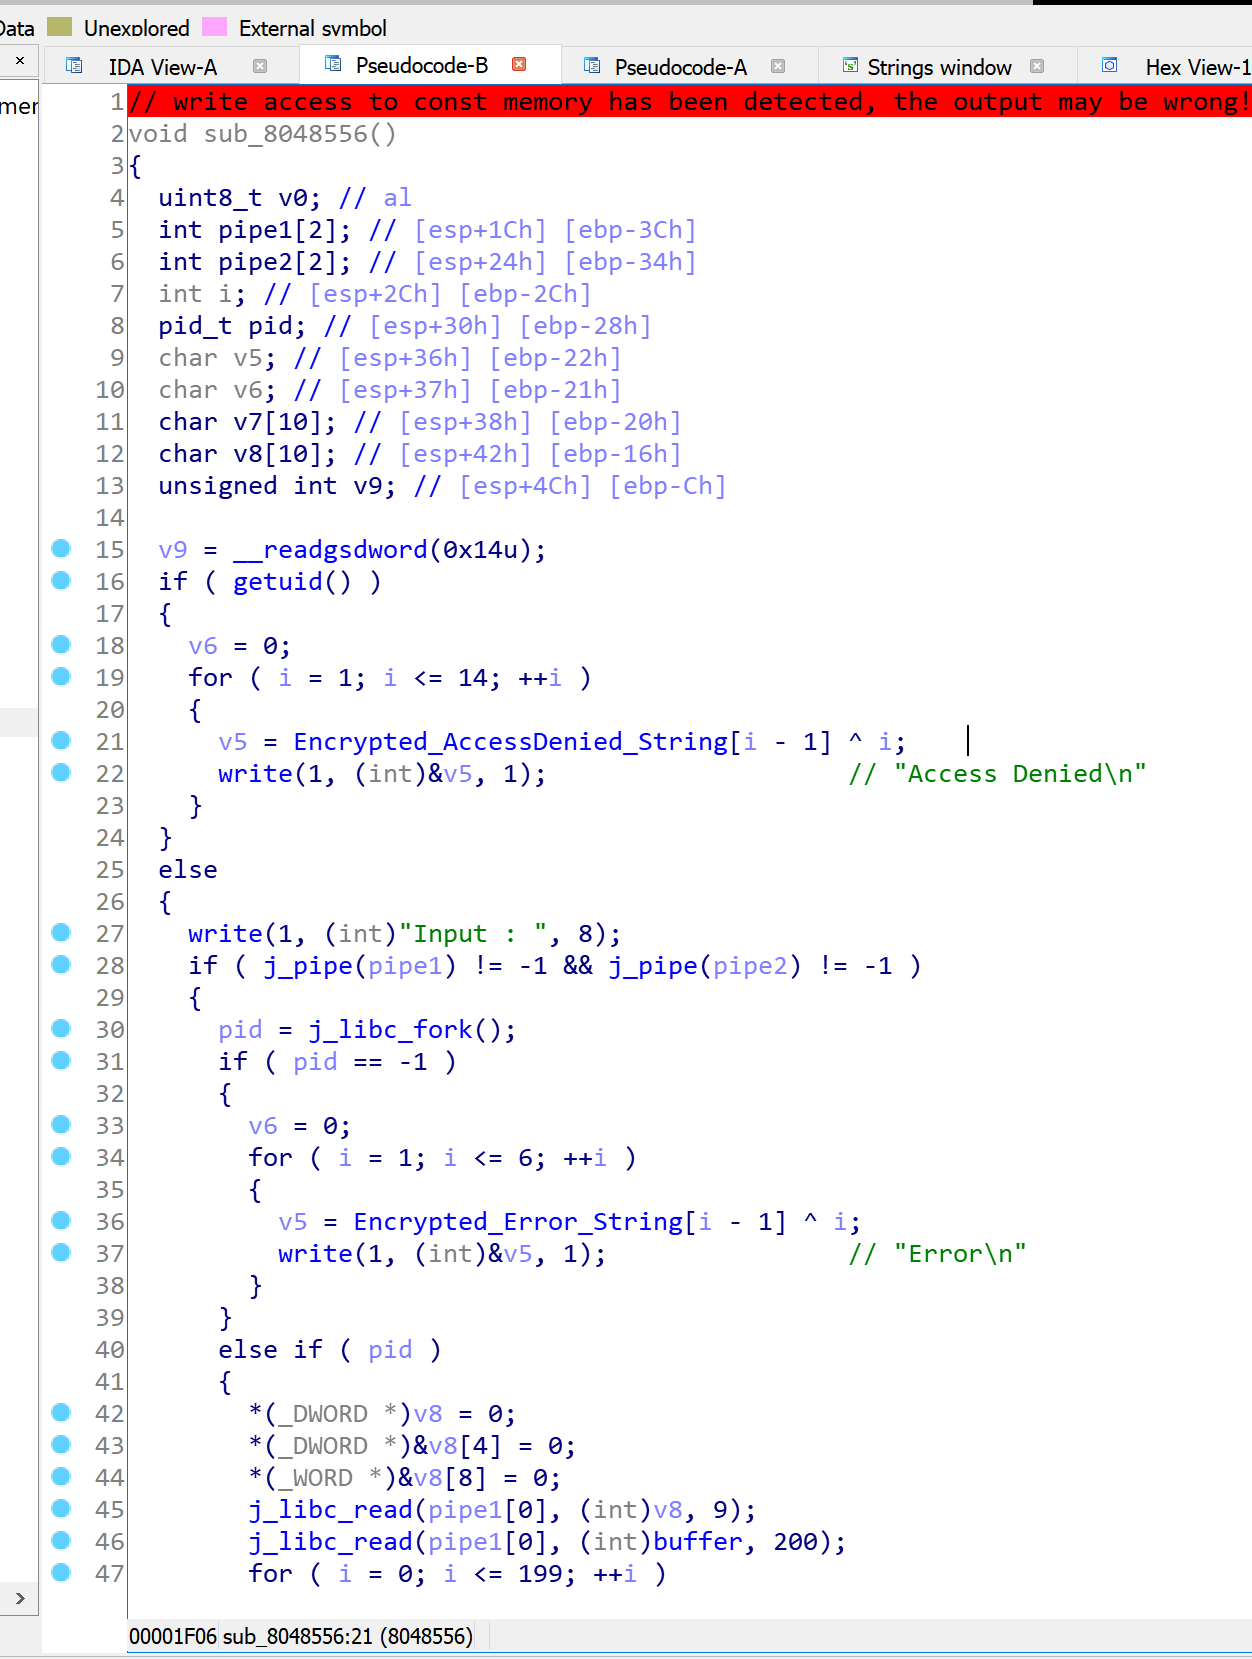 Data Unexplored External symbol
IDA View-A Pseudocode-B Pseudocode-A Strings window Hex View-1
1 // write access to const memory has been detected, the output may be wrong!
2 void sub_8048556()
3 {
4 uint8_t v0; // al
5 int pipe1[2]; // [esp+1Ch] [ebp-3Ch]
6 int pipe2[2]; // [esp+24h] [ebp-34h]
7 int i; // [esp+2Ch] [ebp-2Ch]
8 pid_t pid; // [esp+30h] [ebp-28h]
9 char v5; // [esp+36h] [ebp-22h]
10 char v6; // [esp+37h] [ebp-21h]
11 char v7[10]; // [esp+38h] [ebp-20h]
12 char v8[10]; // [esp+42h] [ebp-16h]
13 unsigned int v9; // [esp+4Ch] [ebp-Ch]
14
15 v9 = __readgsdword(0x14u);
16 if ( getuid() )
17 {
18 v6 = 0;
19 for ( i = 1; i <= 14; ++i )
20 {
21 v5 = Encrypted_AccessDenied_String[i - 1] ^ i;
22 write(1, (int)&v5, 1); // "Access Denied\n"
23 }
24 }
25 else
26 {
27 write(1, (int)"Input : ", 8);
28 if ( j_pipe(pipe1) != -1 && j_pipe(pipe2) != -1 )
29 {
30 pid = j_libc_fork();
31 if ( pid == -1 )
32 {
33 v6 = 0;
34 for ( i = 1; i <= 6; ++i )
35 {
36 v5 = Encrypted_Error_String[i - 1] ^ i;
37 write(1, (int)&v5, 1); // "Error\n"
38 }
39 }
40 else if ( pid )
41 {
42 *(_DWORD *)v8 = 0;
43 *(_DWORD *)&v8[4] = 0;
44 *(_WORD *)&v8[8] = 0;
45 j_libc_read(pipe1[0], (int)v8, 9);
46 j_libc_read(pipe1[0], (int)buffer, 200);
47 for ( i = 0; i <= 199; ++i )
00001F06 sub_8048556:21 (8048556)